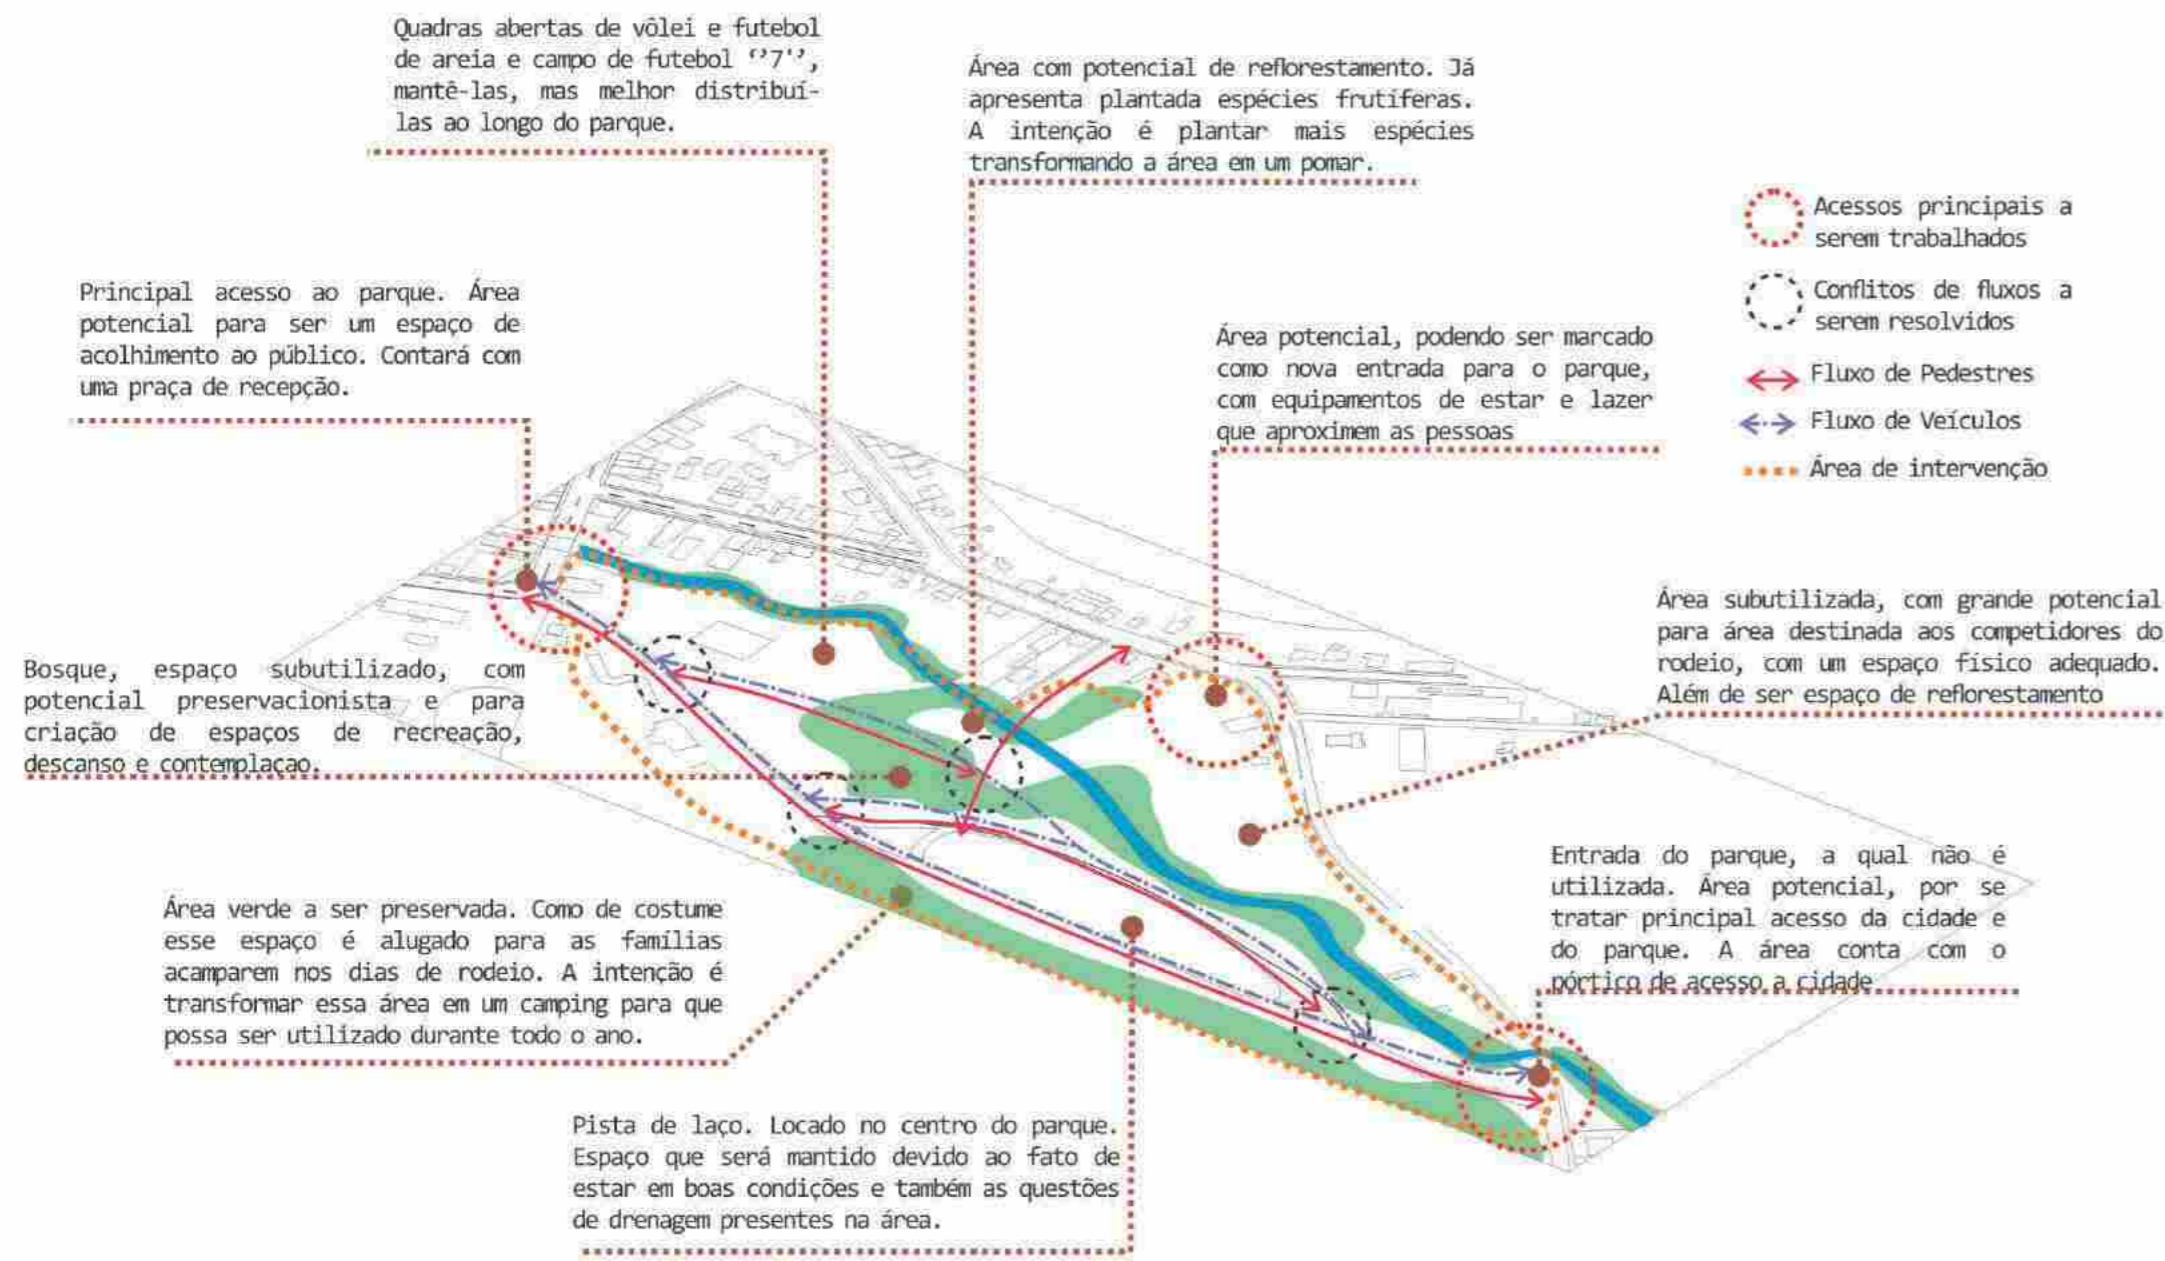 Quadras abertas de vôlei e futebol
de areia e campo de futebol ‘’7'’,
mantê-las, mas melhor distribuí-
las ao longo do parque.
Área com potencial de reflorestamento. Já
apresenta plantada espécies frutíferas.
A intenção é plantar mais espécies
transformando a área em um pomar.
Acessos principais a
serem trabalhados
Conflitos de fluxos a
serem resolvidos
Fluxo de Pedestres
Fluxo de Veículos
Área de intervenção
Principal acesso ao parque. Área
potencial para ser um espaço de
acolhimento ao público. Contará com
uma praça de recepção.
Área potencial, podendo ser marcado
como nova entrada para o parque,
com equipamentos de estar e lazer
que aproximem as pessoas
Área subutilizada, com grande potencial
para área destinada aos competidores do
rodeio, com um espaço físico adequado.
Além de ser espaço de reflorestamento
Bosque, espaço subutilizado, com
potencial preservacionista e para
criação de espaços de recreação,
descanso e contemplaçao.
Entrada do parque, a qual não é
utilizada. Área potencial, por se
tratar principal acesso da cidade e
do parque. A área conta com o
pórtico de acesso a cidade
Área verde a ser preservada. Como de costume
esse espaço é alugado para as famílias
acamparem nos dias de rodeio. A intenção é
transformar essa área em um camping para que
possa ser utilizado durante todo o ano.
Pista de laço. Locado no centro do parque.
Espaço que será mantido devido ao fato de
estar em boas condições e também as questões
de drenagem presentes na área.